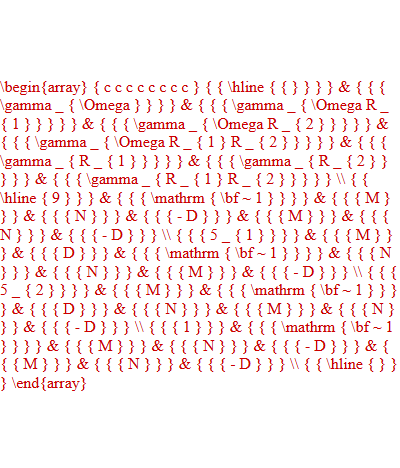 \begin{array} { c c c c c c c c } { { \hline { { } } } } & { { {
\gamma _ { \Omega } } } } & { { { \gamma _ { \Omega R _
{ 1 } } } } } & { { { \gamma _ { \Omega R _ { 2 } } } } } &
{ { { \gamma _ { \Omega R _ { 1 } R _ { 2 } } } } } & { { {
\gamma _ { R _ { 1 } } } } } & { { { \gamma _ { R _ { 2 } }
} } } & { { { \gamma _ { R _ { 1 } R _ { 2 } } } } } \\ { {
\hline { 9 } } } & { { { \mathrm { \bf ~ 1 } } } } & { { { M }
} } & { { { N } } } & { { { - D } } } & { { { M } } } & { { {
N } } } & { { { - D } } } \\ { { { 5 _ { 1 } } } } & { { { M } }
} & { { { D } } } & { { { \mathrm { \bf ~ 1 } } } } & { { { N
} } } & { { { N } } } & { { { M } } } & { { { - D } } } \\ { { {
5 _ { 2 } } } } & { { { M } } } & { { { \mathrm { \bf ~ 1 } } }
} & { { { D } } } & { { { N } } } & { { { M } } } & { { { N }
} } & { { { - D } } } \\ { { { 1 } } } & { { { \mathrm { \bf ~ 1
} } } } & { { { M } } } & { { { N } } } & { { { - D } } } & {
{ { M } } } & { { { N } } } & { { { - D } } } \\ { { \hline { } }
} \end{array}